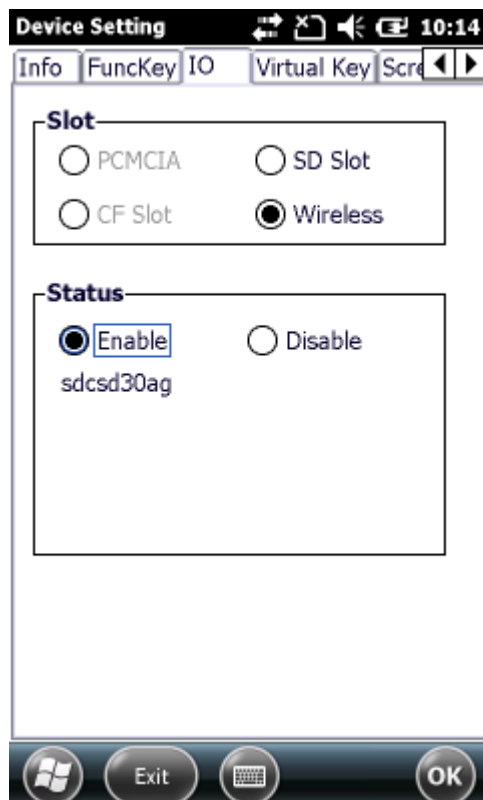 Device Setting 10:14
Info FuncKey IO Virtual Key Scre
Slot
PCMCIA SD Slot
CF Slot Wireless
Status
Enable Disable
sdcsd30ag
Exit OK